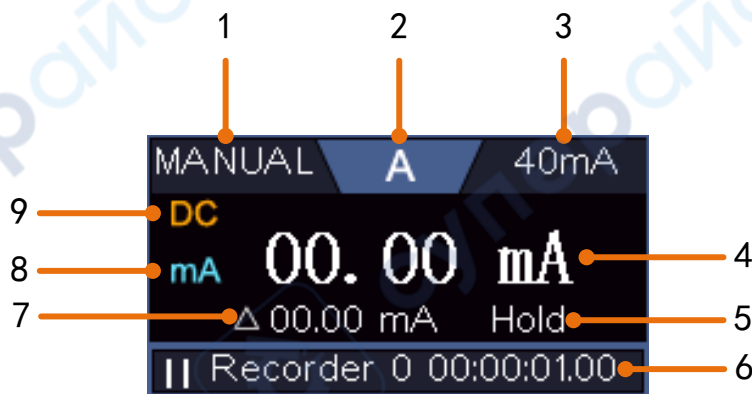 1 2 3
MANUAL A 40mA
9 DC
8 mA 00.00 mA 4
7 △ 00.00 mA Hold 5
II Recorder 0 00:00:01.00 6